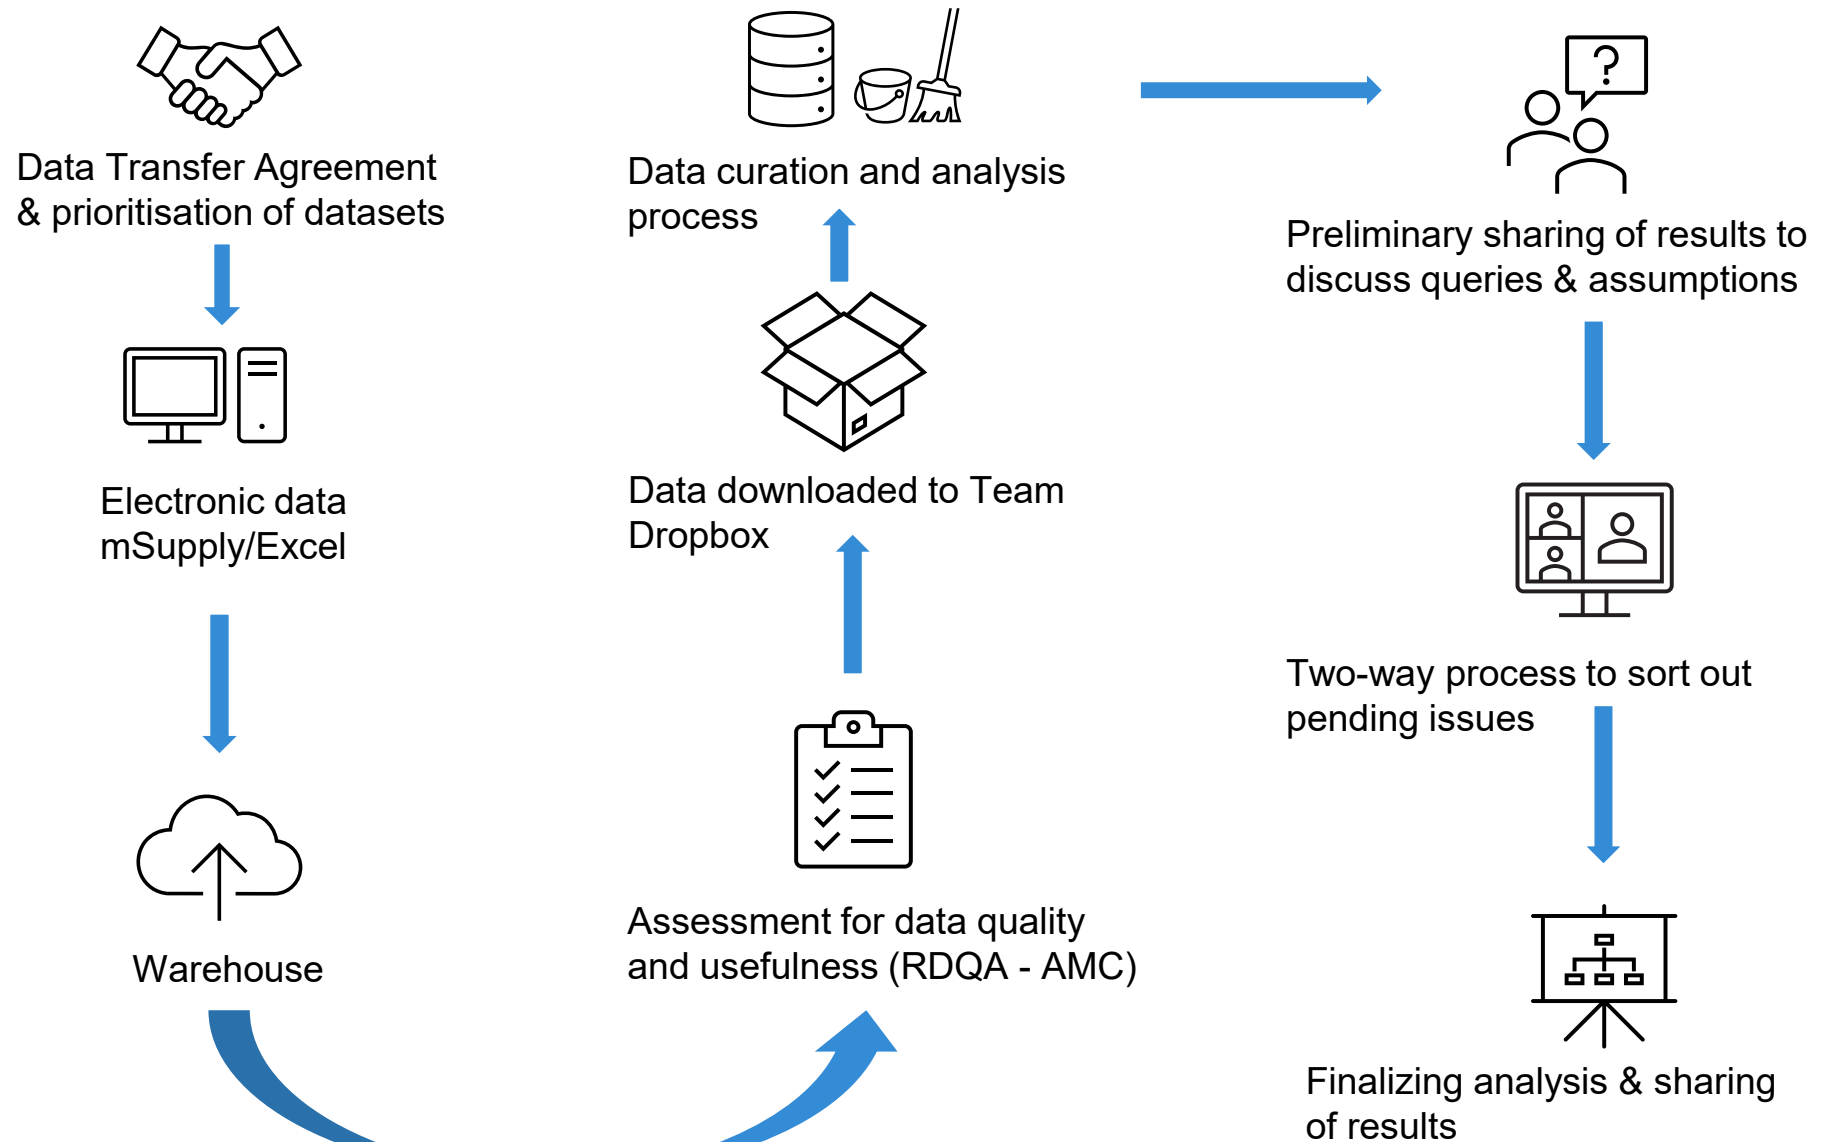 Data Transfer Agreement
& prioritisation of datasets
Electronic data
mSupply/Excel
Warehouse
Assessment for data quality
and usefulness (RDQA - AMC)
Data downloaded to Team
Dropbox
Data curation and analysis
process
?
Preliminary sharing of results to
discuss queries & assumptions
Two-way process to sort out
pending issues
Finalizing analysis & sharing
of results